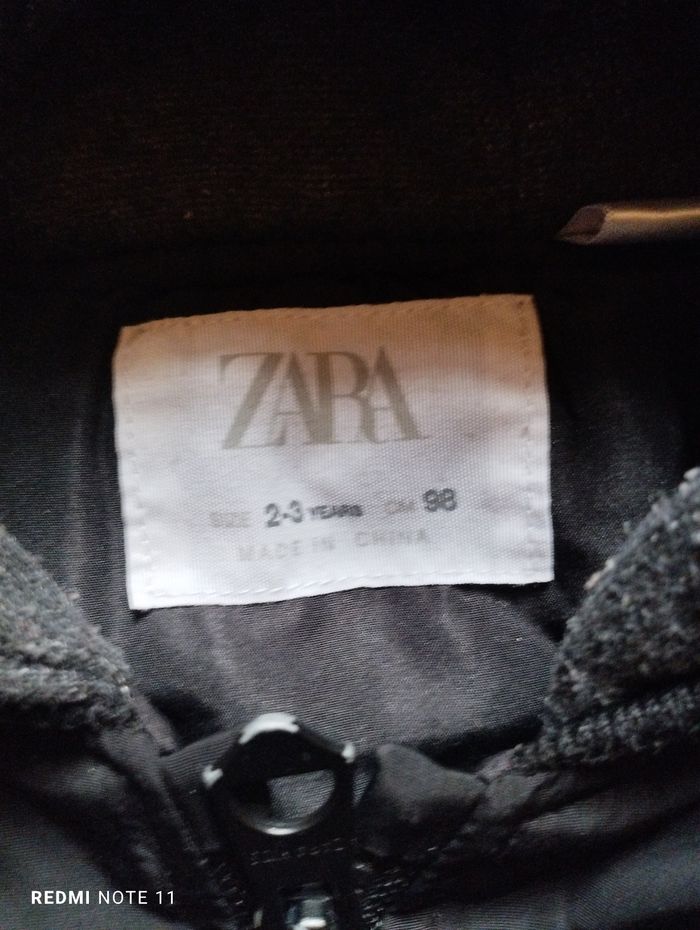 ZARA
SIZE 2-3 YEARS CM 98
MADE IN CHINA
REDMI NOTE 11